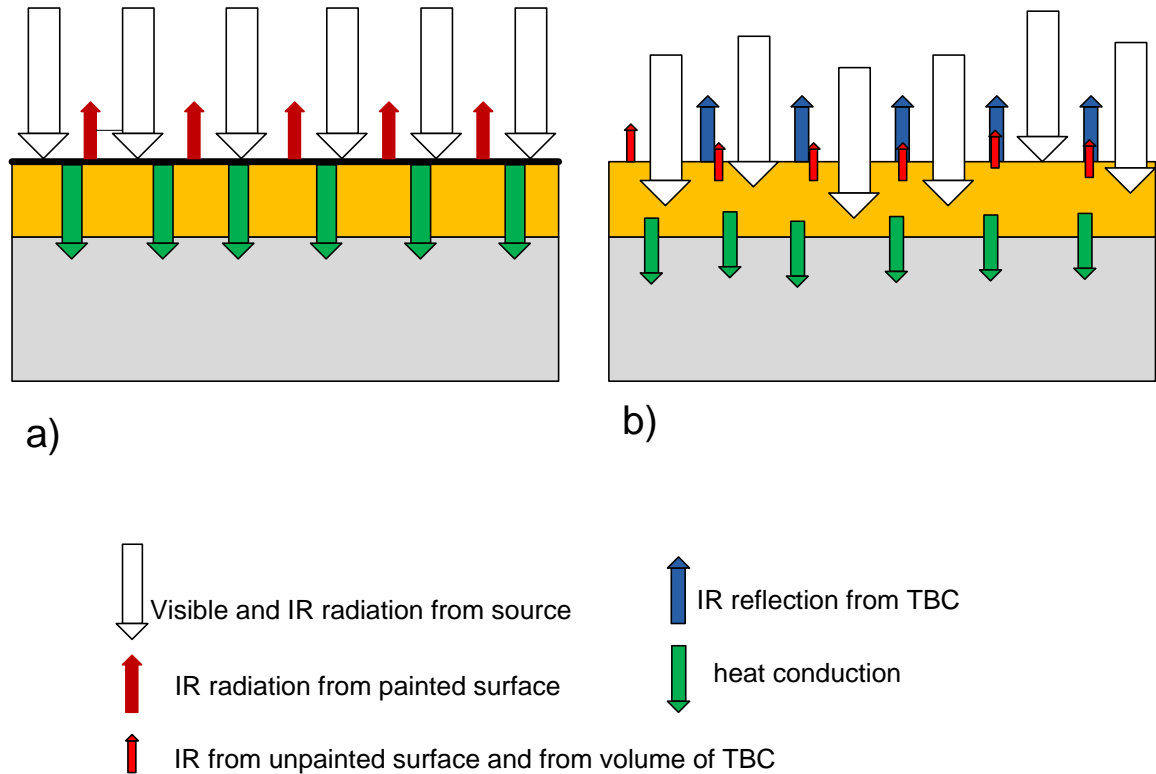 a)
b)
Visible and IR radiation from source
IR radiation from painted surface
IR from unpainted surface and from volume of TBC
IR reflection from TBC
heat conduction